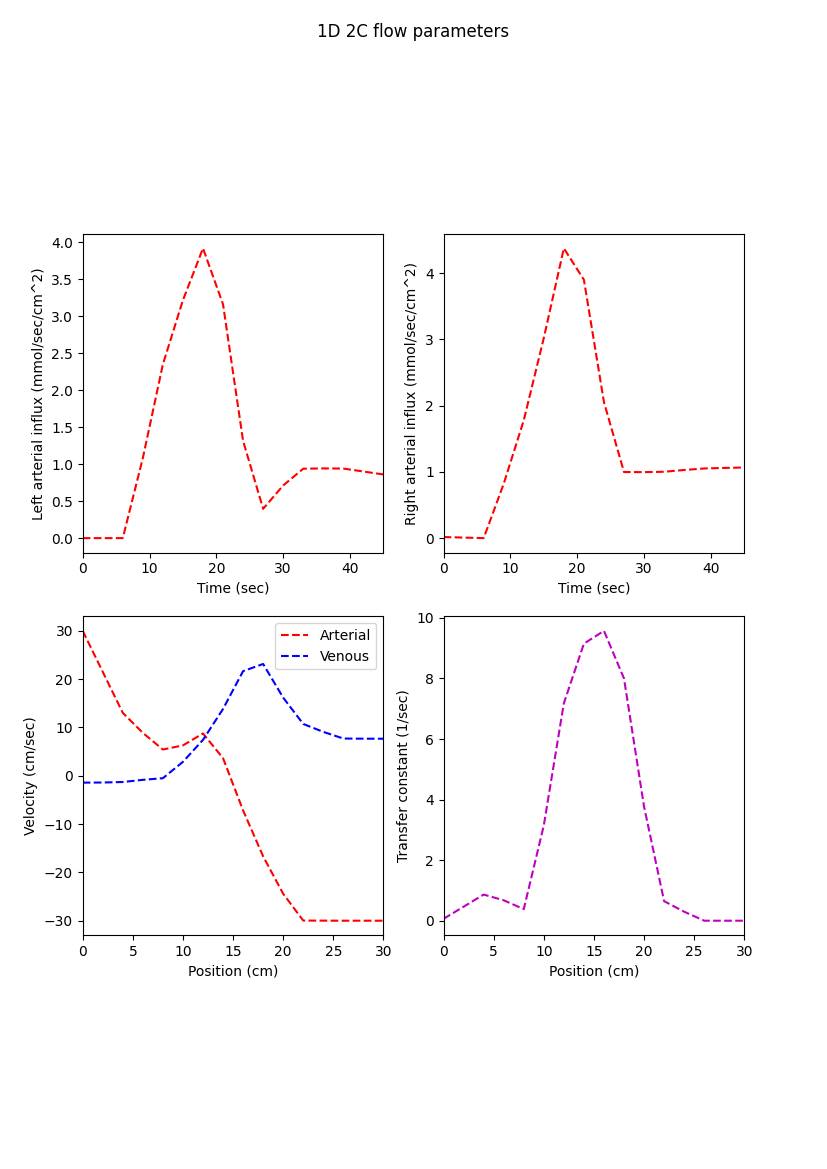 1D 2C flow parameters
Left arterial influx (mmol/sec/cm^2)
4.0
3.5
3.0
2.5
2.0
1.5
1.0
0.5
0.0
0 10 20 30 40
Time (sec)
Right arterial influx (mmol/sec/cm^2)
4
3
2
1
0
0 10 20 30 40
Time (sec)
Velocity (cm/sec)
30
20
10
0
−10
−20
−30
Arterial
Venous
0 5 10 15 20 25 30
Position (cm)
Transfer constant (1/sec)
10
8
6
4
2
0
0 5 10 15 20 25 30
Position (cm)